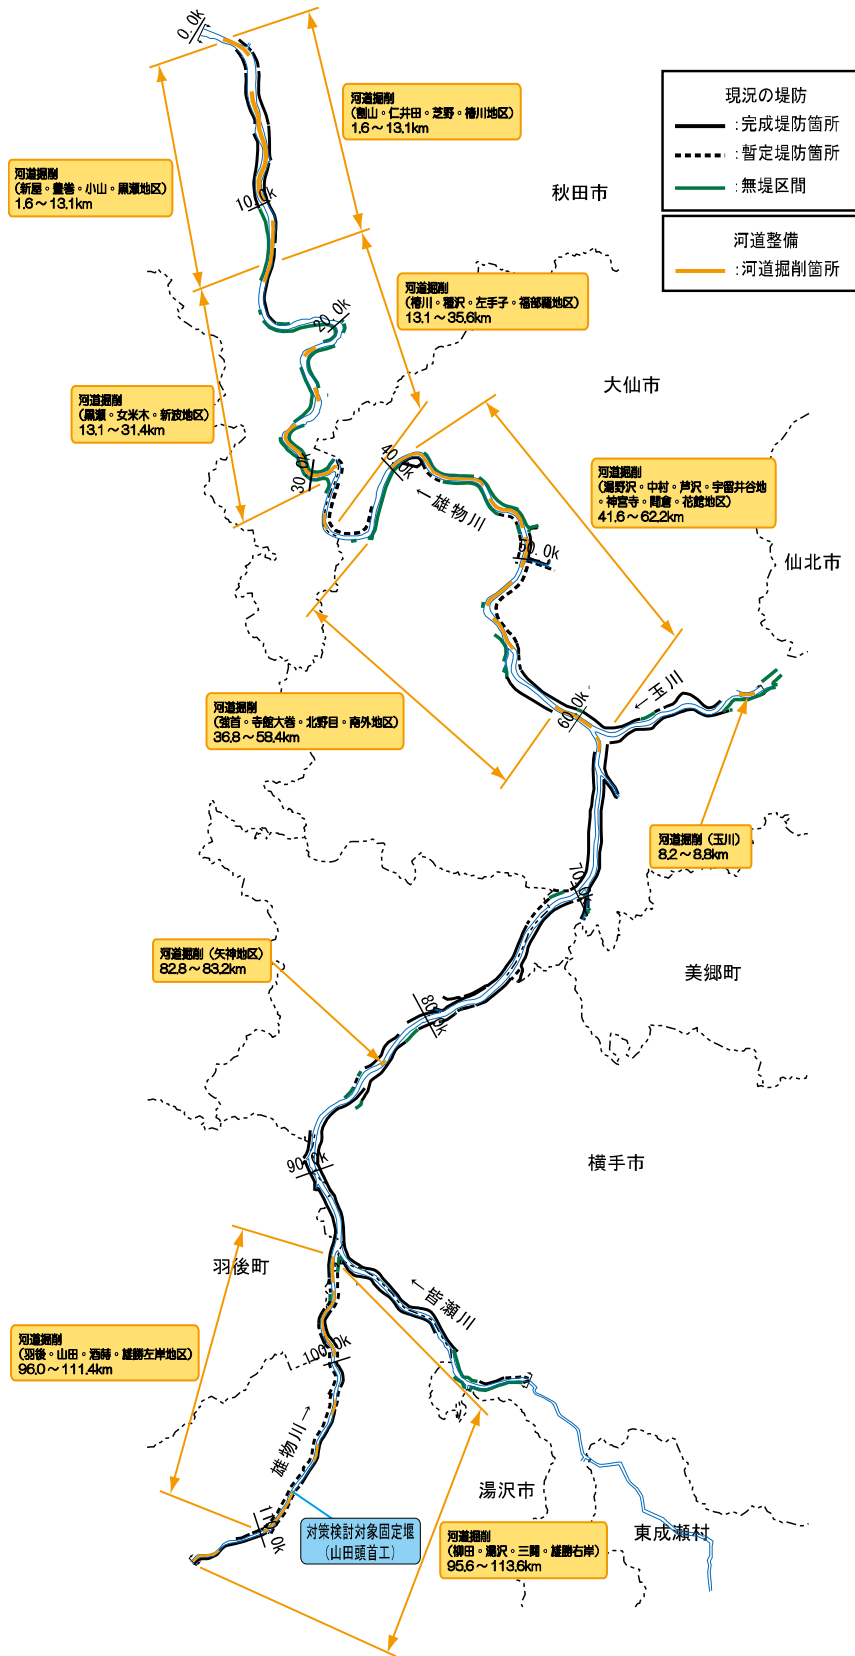 0.0k
河道掘削
(割山・仁井田・芝野・椿川地区)
1.6～13.1km
現況の堤防
：完成堤防箇所
：暫定堤防箇所
：無堤区間
河道整備
：河道掘削箇所
河道掘削
(新屋・豊巻・小山・黒瀬地区)
1.6～13.1km
10.0k
秋田市
河道掘削
(椿川・種沢・左手子・福部羅地区)
13.1～35.6km
20.0k
大仙市
河道掘削
(黒瀬・女米木・新波地区)
13.1～31.4km
30.0k
40.0k
←雄物川
河道掘削
(湯野沢・中村・芦沢・宇留井谷地
・神宮寺・間倉・花館地区)
41.6～62.2km
50.0k
仙北市
←玉川
60.0k
河道掘削
(強首・寺館大巻・北野目・南外地区)
36.8～58.4km
河道掘削（玉川）
8.2～8.8km
70.0k
河道掘削（矢神地区）
82.8～83.2km
美郷町
80.0k
横手市
90.0k
羽後町
←皆瀬川
河道掘削
(羽後・山田・酒蒔・雄勝左岸地区)
96.0～111.4km
100.0k
雄物川→
湯沢市
110.0k
対策検討対象固定堰
(山田頭首工)
河道掘削
(柳田・湯沢・三関・雄勝右岸)
95.6～113.6km
東成瀬村